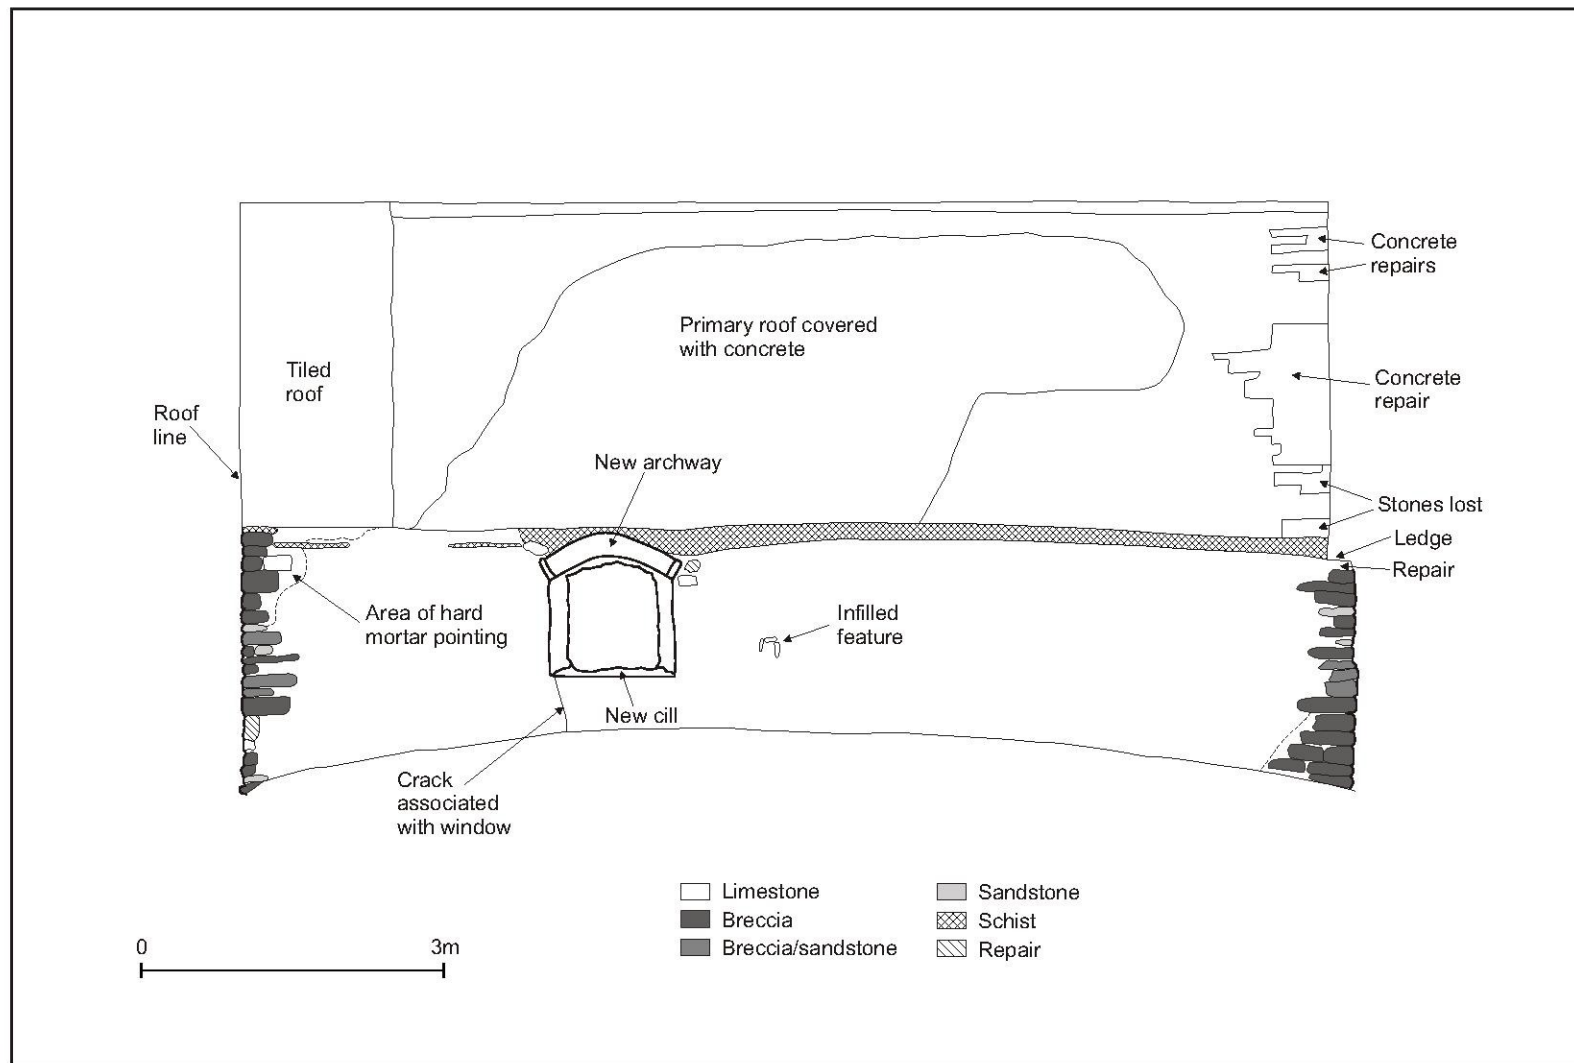 Concrete
repairs
Primary roof covered
with concrete
Tiled
roof
Concrete
repair
Roof
line
New archway
Stones lost
Ledge
Repair
Area of hard
mortar pointing
Infilled
feature
New cill
Crack
associated
with window
Limestone
Breccia
Breccia/sandstone
Sandstone
Schist
Repair
0 3m